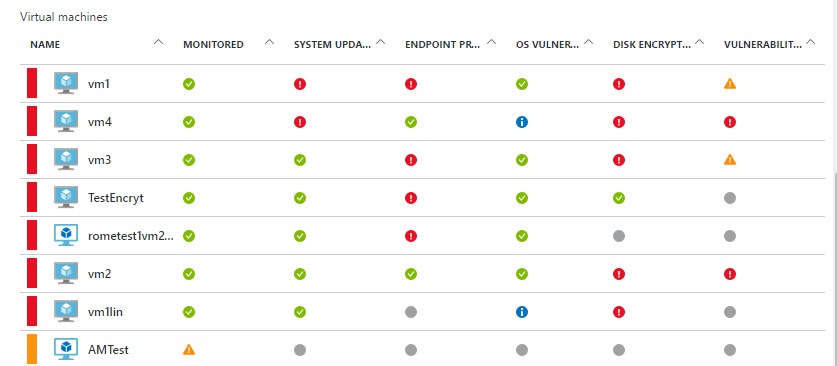 Virtual machines
NAME MONITORED SYSTEM UPDA... ENDPOINT PR... OS VULNER... DISK ENCRYPT... VULNERABILIT...
vm1
vm4
vm3
TestEncryt
rometest1vm2...
vm2
vm1lin
AMTest